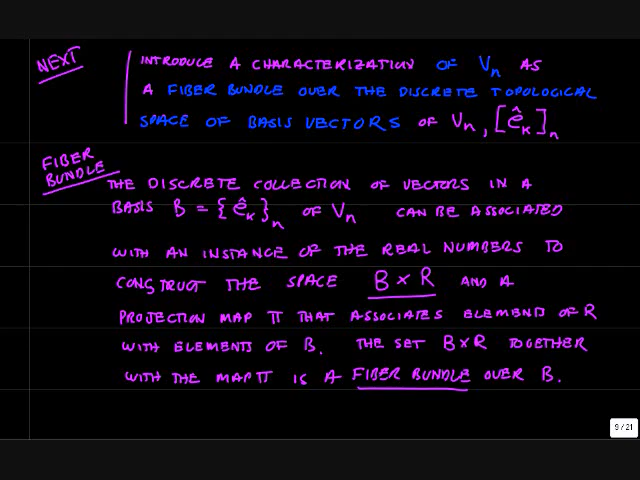 NEXT
INTRODUCE A CHARACTERIZATION OF Vn AS
A FIBER BUNDLE OVER THE DISCRETE TOPOLOGICAL
SPACE OF BASIS VECTORS OF Vn, [êk]n
FIBER
BUNDLE
THE DISCRETE COLLECTION OF VECTORS IN A
BASIS B = {êk}n OF Vn CAN BE ASSOCIATED
WITH AN INSTANCE OF THE REAL NUMBERS TO
CONSTRUCT THE SPACE B × R AND A
PROJECTION MAP π THAT ASSOCIATES ELEMENTS OF R
WITH ELEMENTS OF B. THE SET B×R TOGETHER
WITH THE MAP π IS A FIBER BUNDLE OVER B.
9 / 21